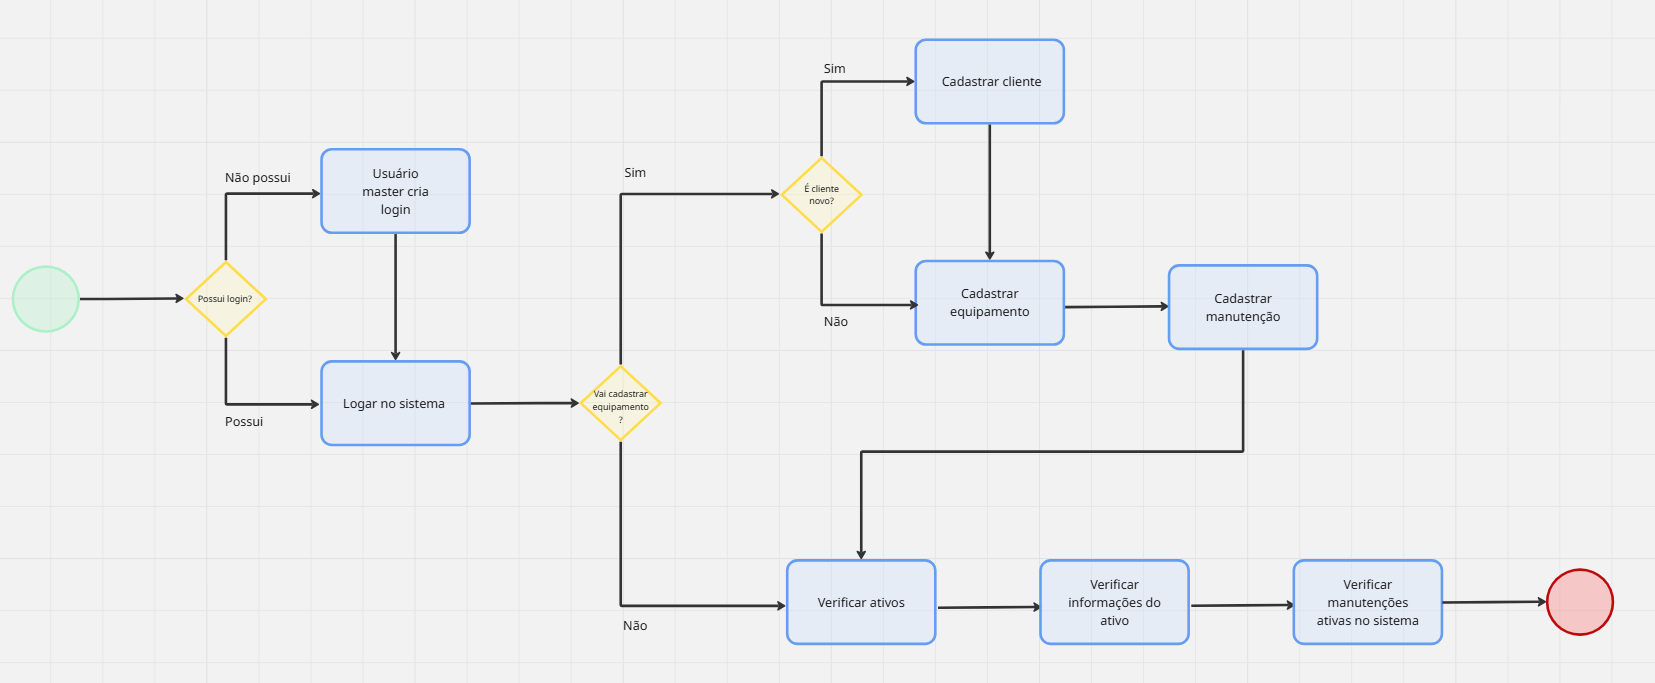 Sim
Cadastrar cliente
Não possui
Usuário
master cria
login
Sim
É cliente
novo?
Possui login?
Cadastrar
equipamento
Cadastrar
manutenção
Não
Logar no sistema
Possui
Vai cadastrar
equipamento
?
Não
Verificar ativos
Verificar
informações do
ativo
Verificar
manutenções
ativas no sistema